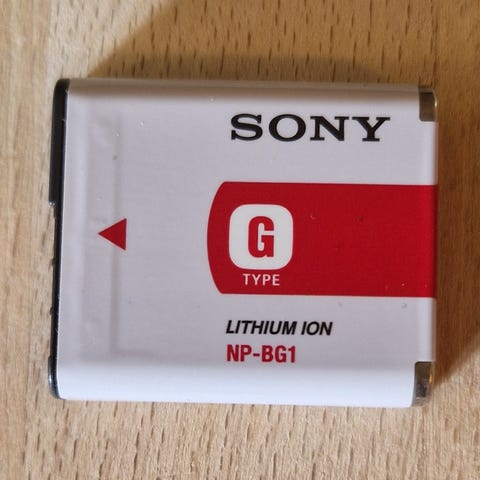 SONY
G
TYPE
LITHIUM ION
NP-BG1